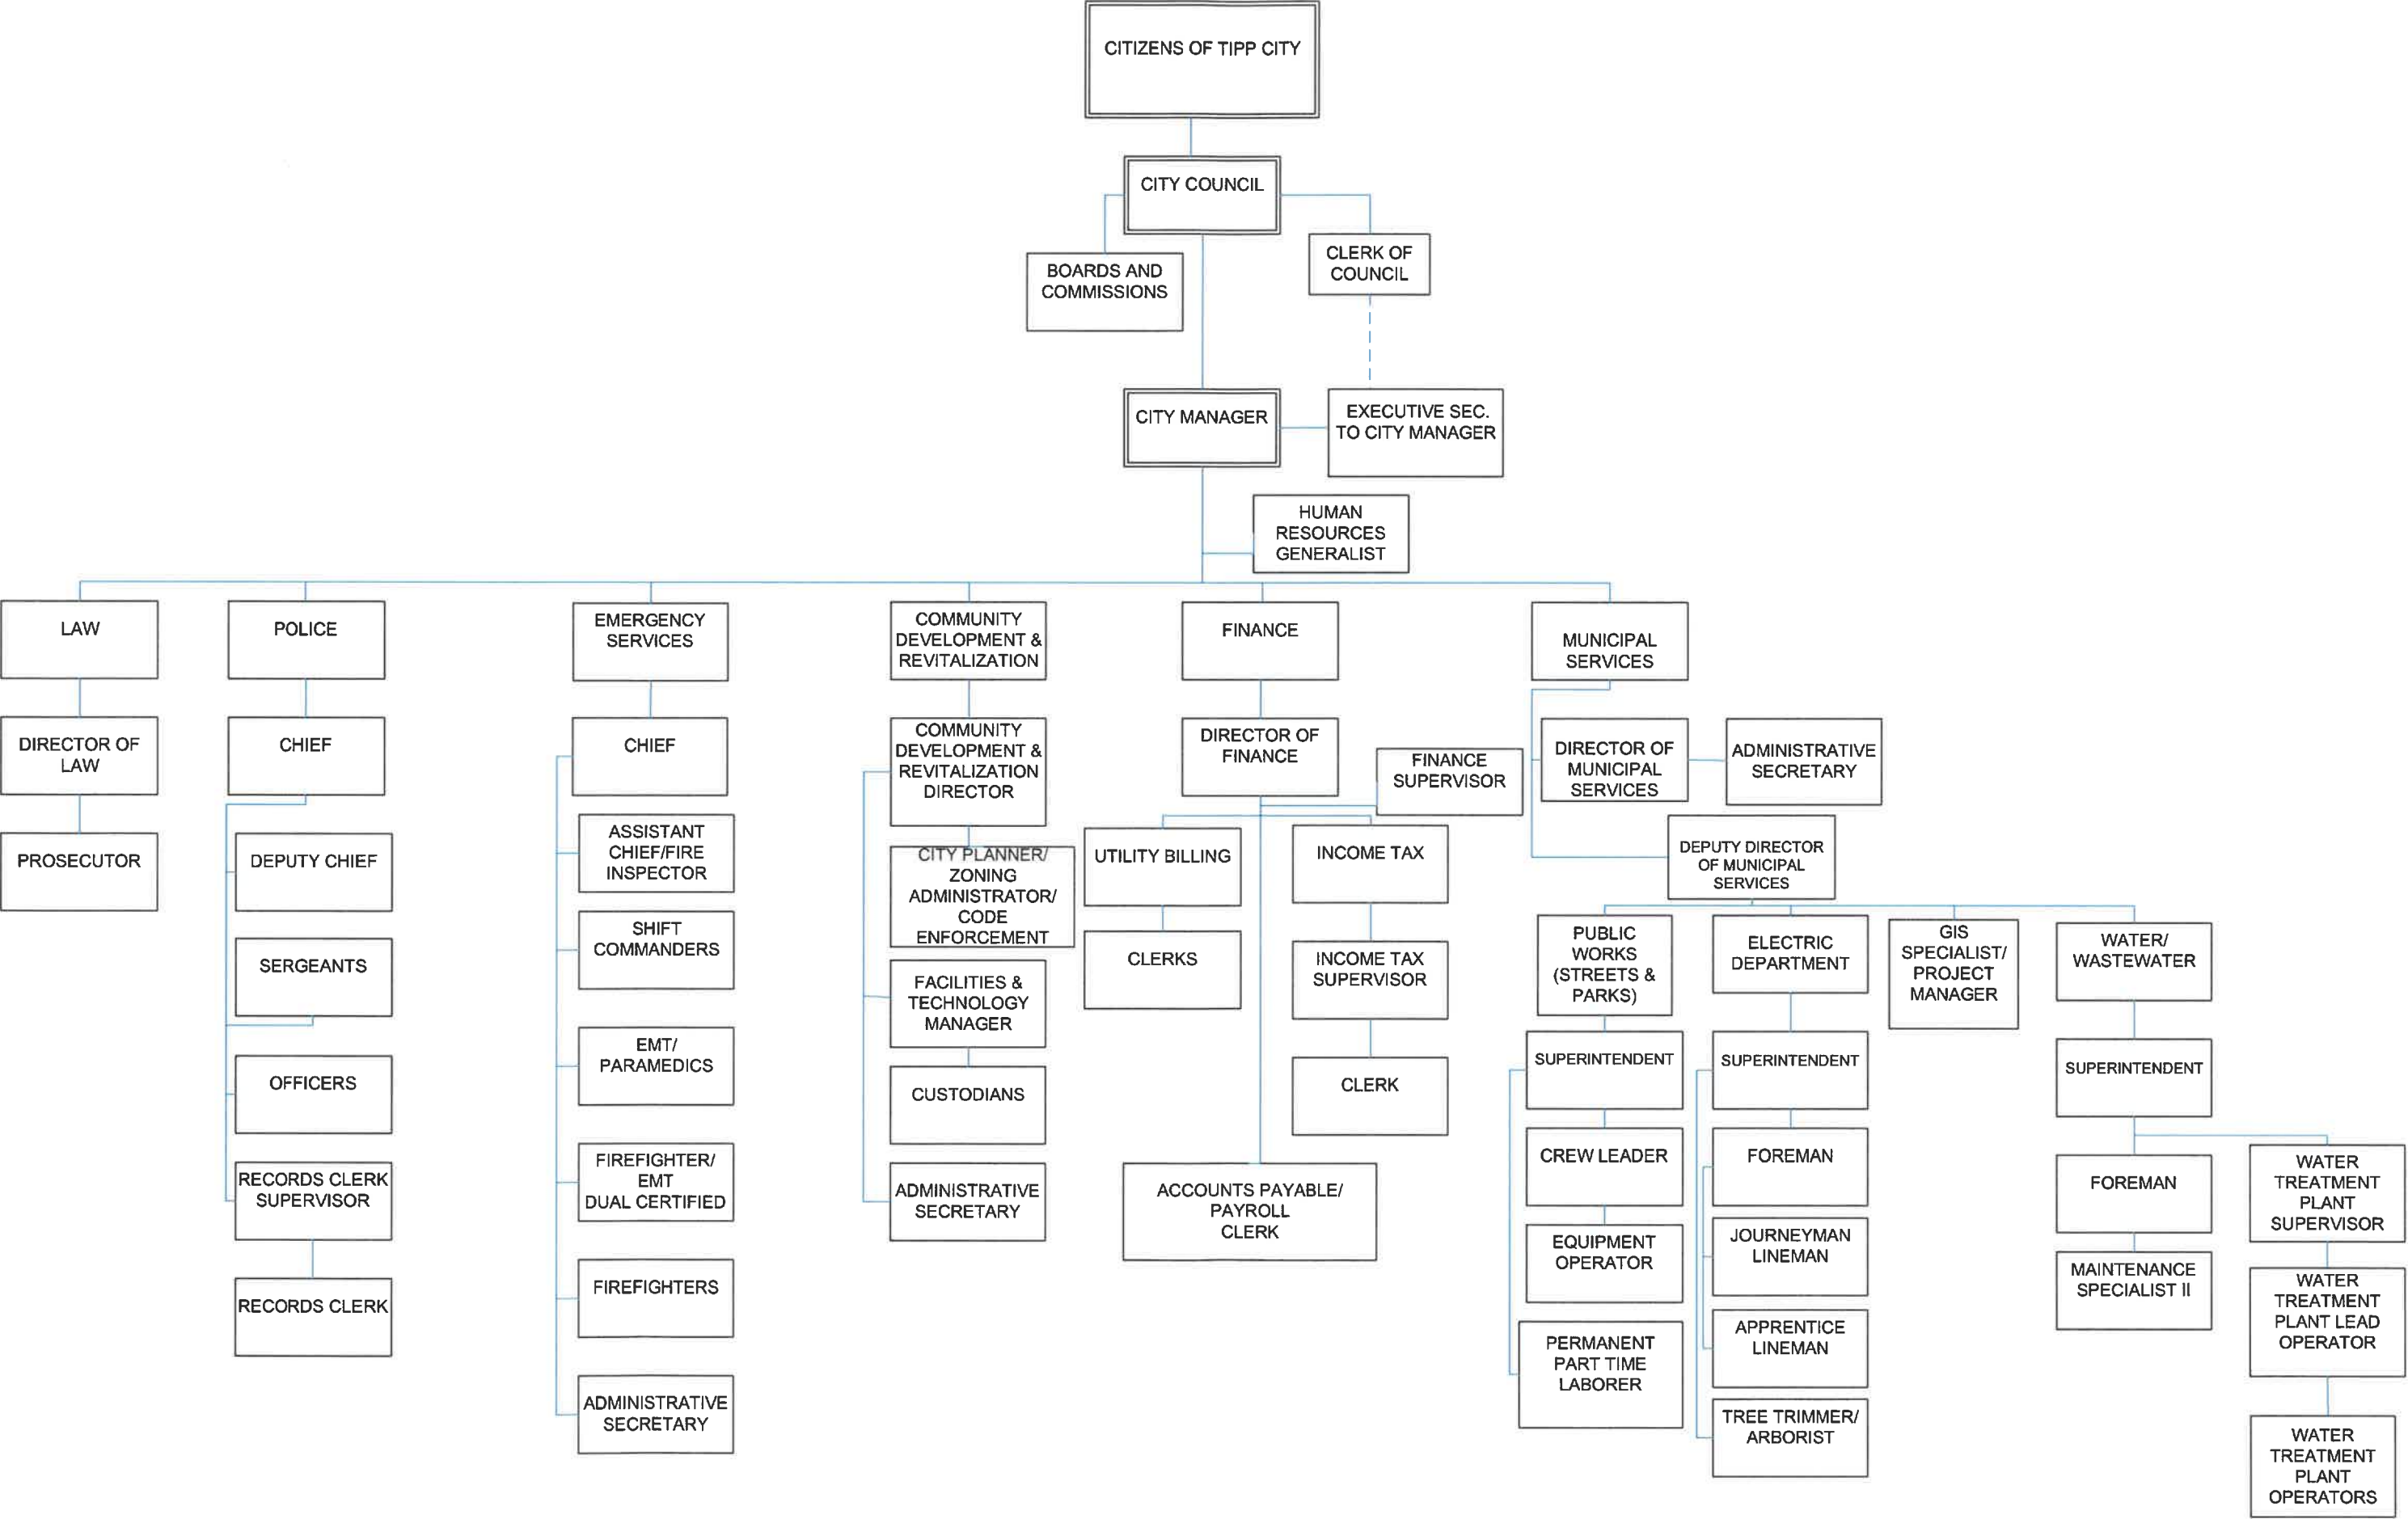 CITIZENS OF TIPP CITY
CITY COUNCIL
BOARDS AND
COMMISSIONS
CLERK OF
COUNCIL
CITY MANAGER
EXECUTIVE SEC.
TO CITY MANAGER
HUMAN
RESOURCES
GENERALIST
LAW
DIRECTOR OF
LAW
PROSECUTOR
POLICE
CHIEF
DEPUTY CHIEF
SERGEANTS
OFFICERS
RECORDS CLERK
SUPERVISOR
RECORDS CLERK
EMERGENCY
SERVICES
CHIEF
ASSISTANT
CHIEF/FIRE
INSPECTOR
SHIFT
COMMANDERS
EMT/
PARAMEDICS
FIREFIGHTER/
EMT
DUAL CERTIFIED
FIREFIGHTERS
ADMINISTRATIVE
SECRETARY
COMMUNITY
DEVELOPMENT &
REVITALIZATION
COMMUNITY
DEVELOPMENT &
REVITALIZATION
DIRECTOR
CITY PLANNER/
ZONING
ADMINISTRATOR/
CODE
ENFORCEMENT
FACILITIES &
TECHNOLOGY
MANAGER
CUSTODIANS
ADMINISTRATIVE
SECRETARY
FINANCE
DIRECTOR OF
FINANCE
FINANCE
SUPERVISOR
UTILITY BILLING
CLERKS
INCOME TAX
INCOME TAX
SUPERVISOR
CLERK
ACCOUNTS PAYABLE/
PAYROLL
CLERK
MUNICIPAL
SERVICES
DIRECTOR OF
MUNICIPAL
SERVICES
ADMINISTRATIVE
SECRETARY
DEPUTY DIRECTOR
OF MUNICIPAL
SERVICES
PUBLIC
WORKS
(STREETS &
PARKS)
SUPERINTENDENT
CREW LEADER
EQUIPMENT
OPERATOR
PERMANENT
PART TIME
LABORER
ELECTRIC
DEPARTMENT
SUPERINTENDENT
FOREMAN
JOURNEYMAN
LINEMAN
APPRENTICE
LINEMAN
TREE TRIMMER/
ARBORIST
GIS
SPECIALIST/
PROJECT
MANAGER
WATER/
WASTEWATER
SUPERINTENDENT
FOREMAN
MAINTENANCE
SPECIALIST II
WATER
TREATMENT
PLANT
SUPERVISOR
WATER
TREATMENT
PLANT LEAD
OPERATOR
WATER
TREATMENT
PLANT
OPERATORS